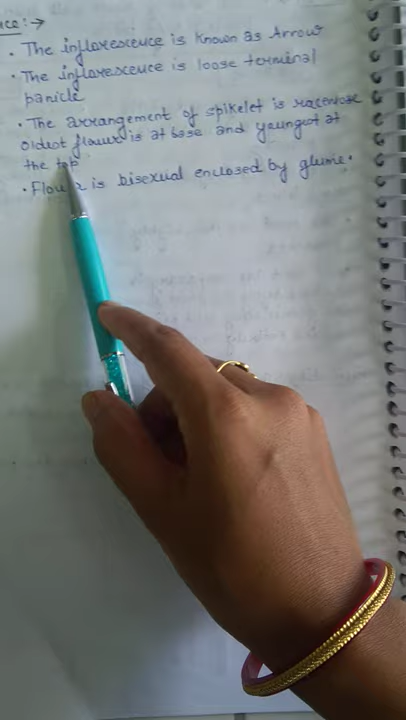 nce :→
• The inflorescence is known as Arrow
• The inflorescence is loose terminal
panicle
• The arrangement of spikelet is racemose
oldest flower is at base and youngest at
the top
• Flower is bisexual enclosed by glume.